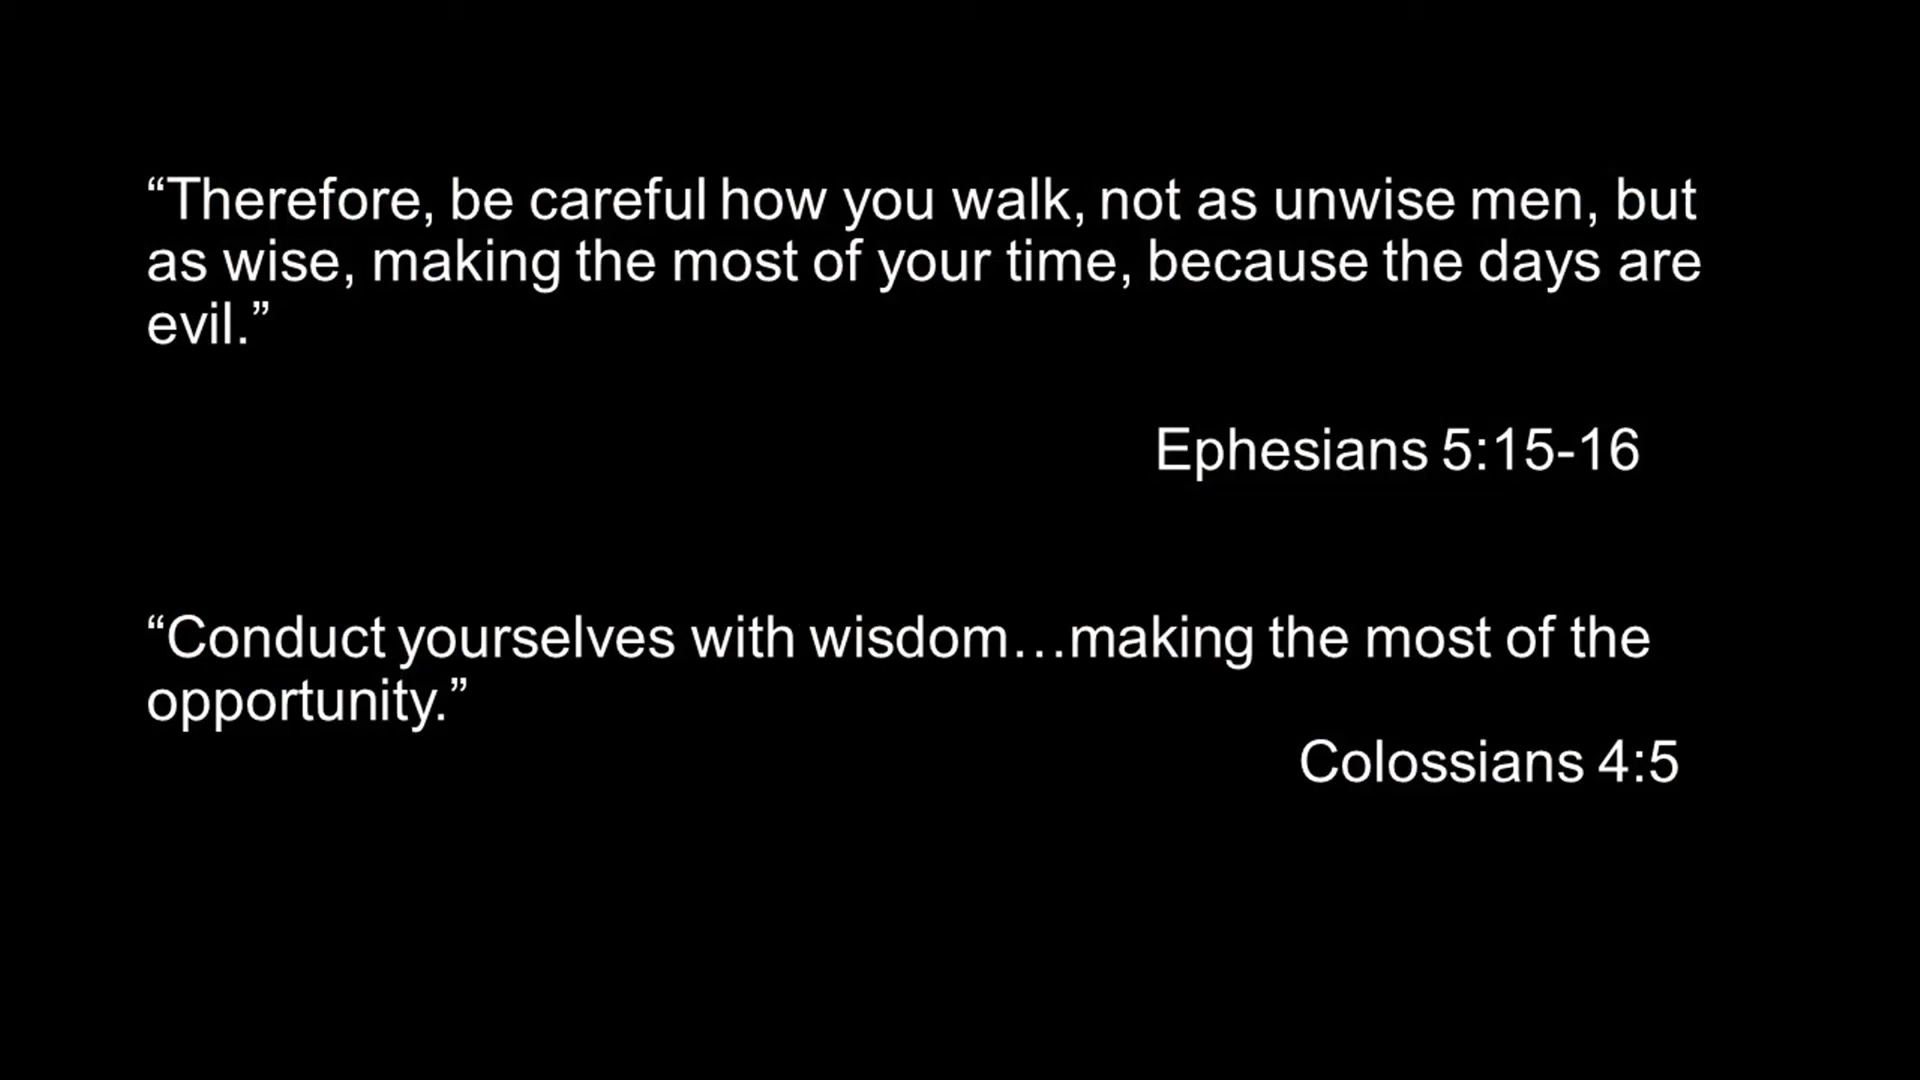 “Therefore, be careful how you walk, not as unwise men, but
as wise, making the most of your time, because the days are
evil.”
Ephesians 5:15-16
“Conduct yourselves with wisdom…making the most of the
opportunity.”
Colossians 4:5